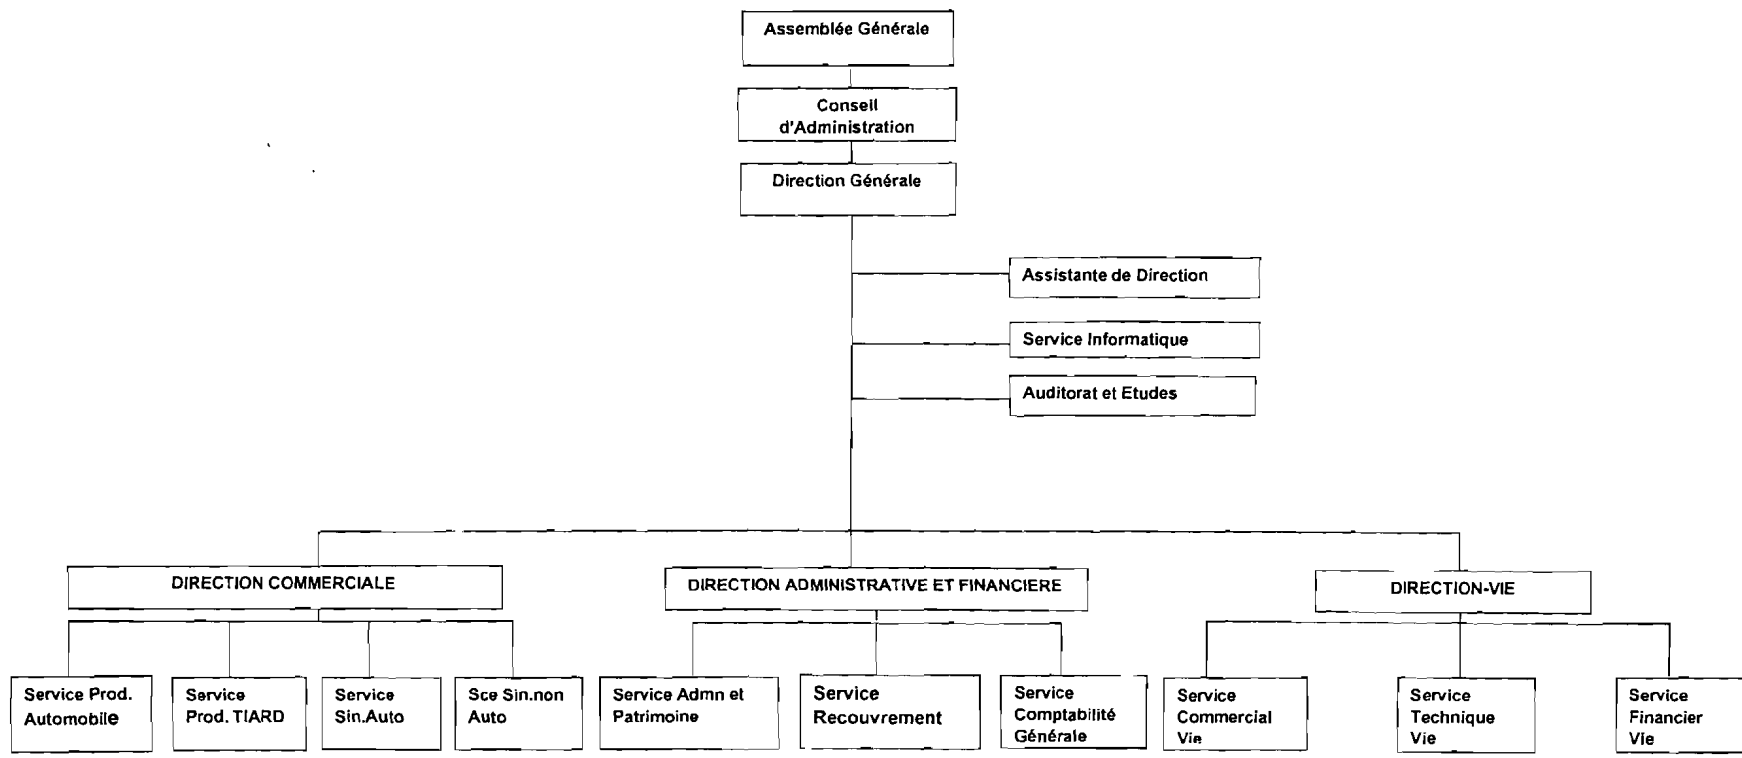 Assemblée Générale
Conseil
d'Administration
Direction Générale
Assistante de Direction
Service Informatique
Auditorat et Etudes
DIRECTION COMMERCIALE
DIRECTION ADMINISTRATIVE ET FINANCIERE
DIRECTION-VIE
Service Prod.
Automobile
Service
Prod. TIARD
Service
Sin.Auto
Sce Sin.non
Auto
Service Admn et
Patrimoine
Service
Recouvrement
Service
Comptabilité
Générale
Service
Commercial
Vie
Service
Technique
Vie
Service
Financier
Vie